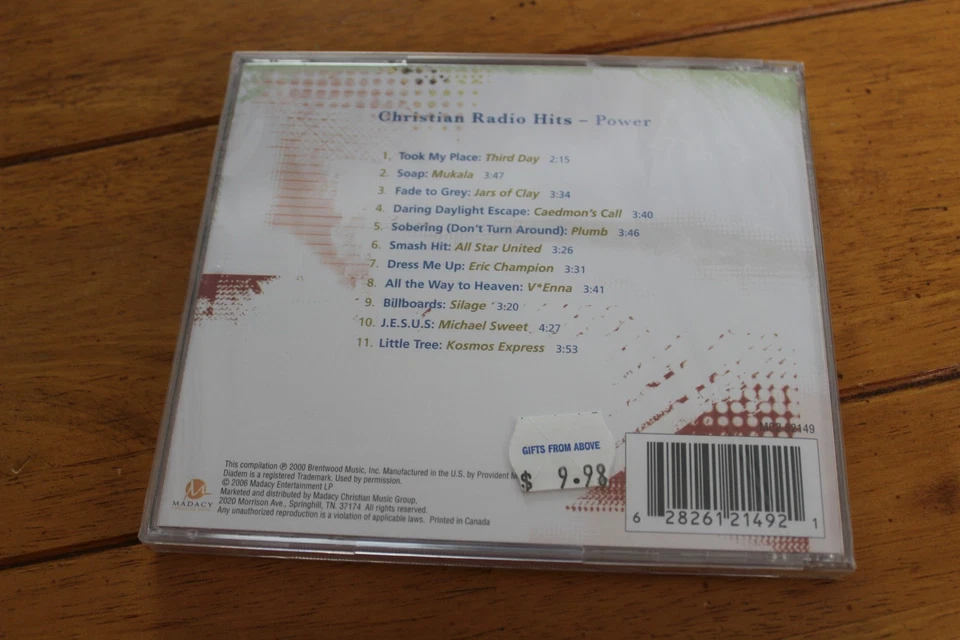 Christian Radio Hits – Power
1. Took My Place: Third Day 2:15
2. Soap: Mukala 3:47
3. Fade to Grey: Jars of Clay 3:34
4. Daring Daylight Escape: Caedmon's Call 3:40
5. Sobering (Don't Turn Around): Plumb 3:46
6. Smash Hit: All Star United 3:26
7. Dress Me Up: Eric Champion 3:31
8. All the Way to Heaven: V*Enna 3:41
9. Billboards: Silage 3:20
10. J.E.S.U.S: Michael Sweet 4:27
11. Little Tree: Kosmos Express 3:53
GIFTS FROM ABOVE
$ 9.98
This compilation ℗ 2000 Brentwood Music, Inc. Manufactured in the U.S. by Provident
Diadem is a registered Trademark. Used by permission.
© 2006 Madacy Entertainment LP
Marketed and distributed by Madacy Christian Music Group,
2020 Morrison Ave., Springhill, TN. 37174 All rights reserved.
Any unauthorized reproduction is a violation of applicable laws. Printed in Canada
MADACY
6 28261 21492 1